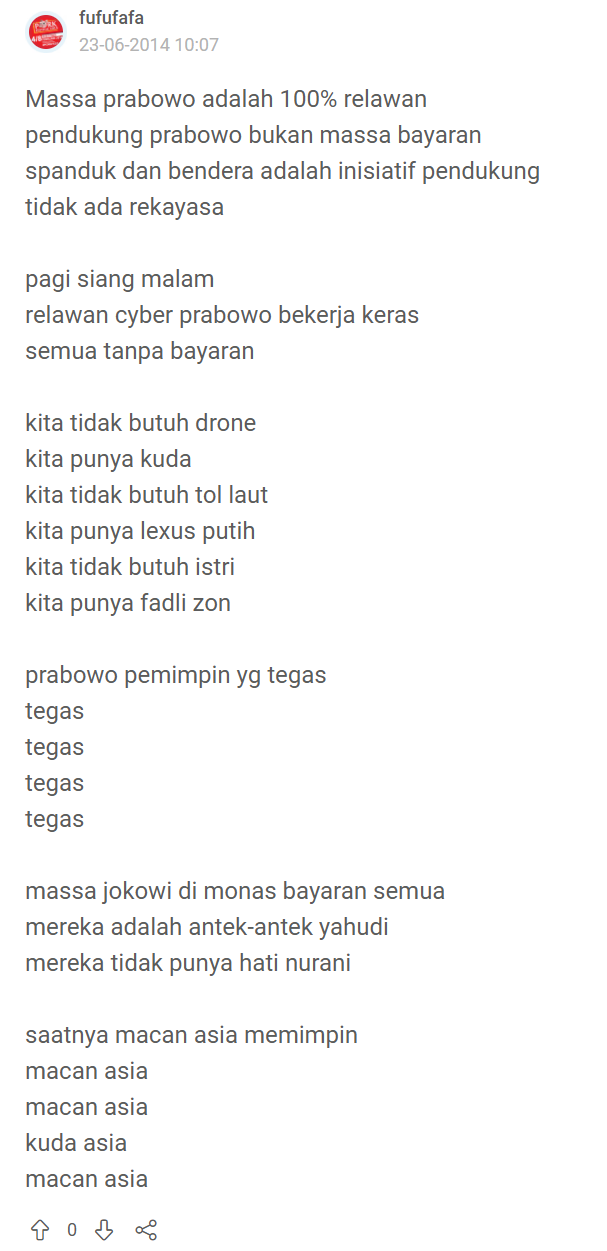 fufufafa
23-06-2014 10:07
Massa prabowo adalah 100% relawan
pendukung prabowo bukan massa bayaran
spanduk dan bendera adalah inisiatif pendukung
tidak ada rekayasa
pagi siang malam
relawan cyber prabowo bekerja keras
semua tanpa bayaran
kita tidak butuh drone
kita punya kuda
kita tidak butuh tol laut
kita punya lexus putih
kita tidak butuh istri
kita punya fadli zon
prabowo pemimpin yg tegas
tegas
tegas
tegas
tegas
massa jokowi di monas bayaran semua
mereka adalah antek-antek yahudi
mereka tidak punya hati nurani
saatnya macan asia memimpin
macan asia
macan asia
kuda asia
macan asia
0